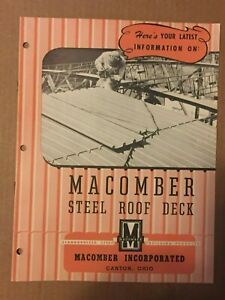 Here's YOUR LATEST
INFORMATION ON:
MACOMBER
STEEL ROOF DECK
M
MACOMBER INCORPORATED
CANTON, OHIO